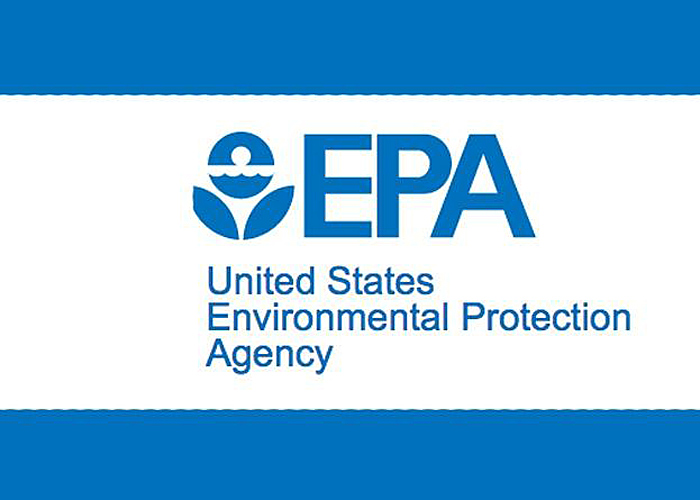 EPA
United States
Environmental Protection
Agency